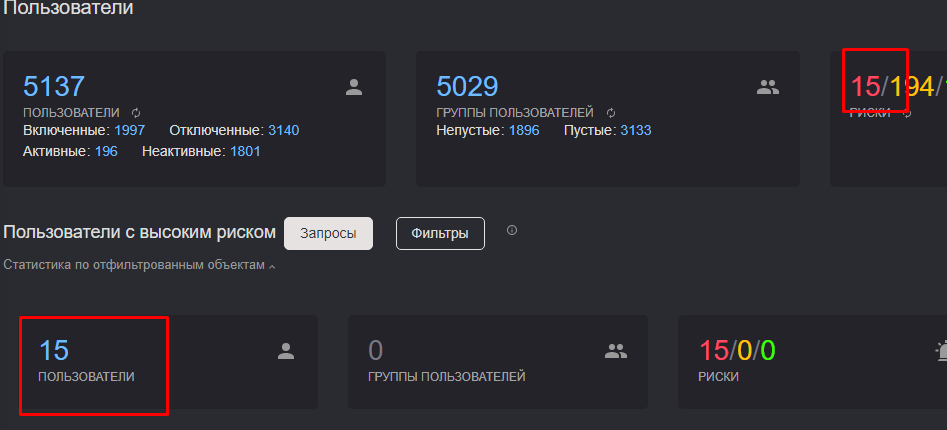 Пользователи
5137
5029
15/194/
ПОЛЬЗОВАТЕЛИ
ГРУППЫ ПОЛЬЗОВАТЕЛЕЙ
РИСКИ
Включенные: 1997 Отключенные: 3140
Непустые: 1896 Пустые: 3133
Активные: 196 Неактивные: 1801
Пользователи с высоким риском Запросы Фильтры
Статистика по отфильтрованным объектам
15
0
15/0/0
ПОЛЬЗОВАТЕЛИ
ГРУППЫ ПОЛЬЗОВАТЕЛЕЙ
РИСКИ